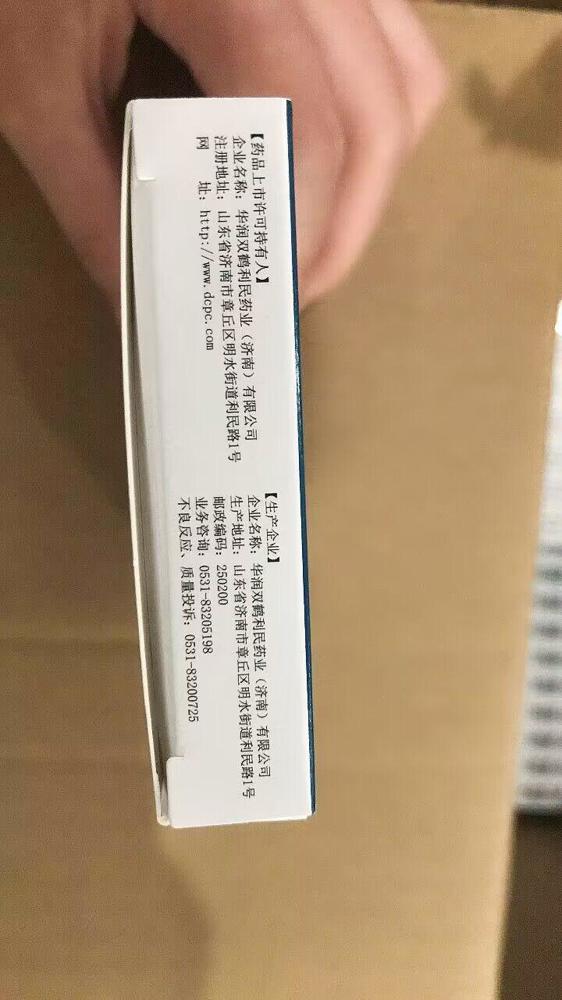 【药品上市许可持有人】
企业名称：华润双鹤利民药业（济南）有限公司
注册地址：山东省济南市章丘区明水街道利民路1号
网　　址：http://www.dcpc.com
【生产企业】
企业名称：华润双鹤利民药业（济南）有限公司
生产地址：山东省济南市章丘区明水街道利民路1号
邮政编码：250200
业务咨询：0531-83205198
不良反应、质量投诉：0531-83200725